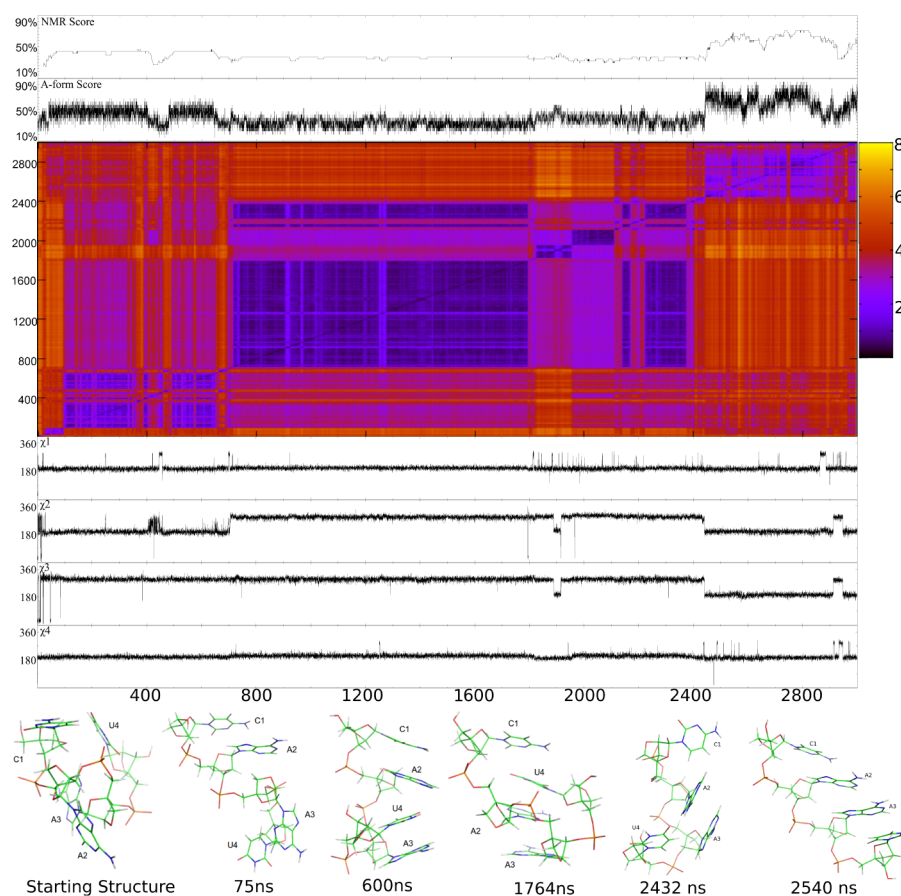 90% NMR Score
50%
10%
90% A-form Score
50%
10%
8
2800
6
2400
2000
4
1600
1200
2
800
400
360 χ1
180
360 χ2
180
360 χ3
180
360 χ4
180
400 800 1200 1600 2000 2400 2800
U4
C1
A3
A2
C1
A2
A3
U4
C1
A2
U4
A3
C1
U4
A2
A3
C1
A2
U4
A3
C1
A2
A3
Starting Structure 75ns 600ns 1764ns 2432 ns 2540 ns